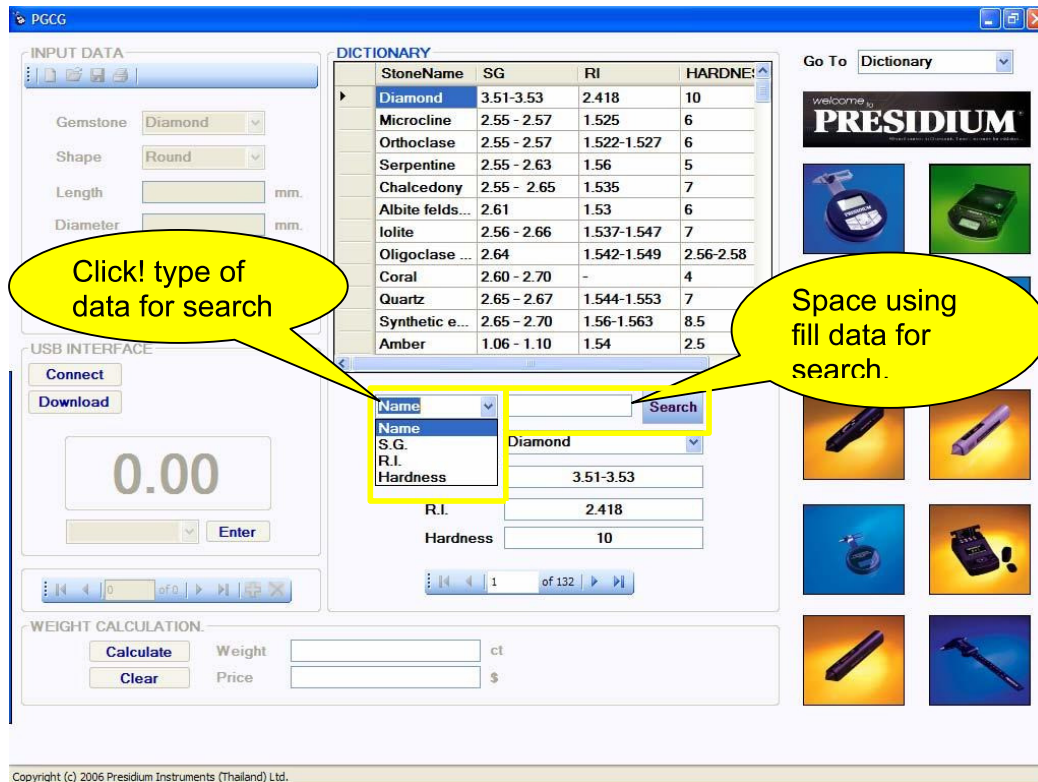 PGCG
INPUT DATA
Gemstone Diamond
Shape Round
Length mm.
Diameter mm.
Click! type of
data for search
USB INTERFACE
Connect
Download
0.00
Enter
0 of 0
DICTIONARY
StoneName SG RI HARDNES
Diamond 3.51-3.53 2.418 10
Microcline 2.55 - 2.57 1.525 6
Orthoclase 2.55 - 2.57 1.522-1.527 6
Serpentine 2.55 - 2.63 1.56 5
Chalcedony 2.55 - 2.65 1.535 7
Albite felds... 2.61 1.53 6
Iolite 2.56 - 2.66 1.537-1.547 7
Oligoclase ... 2.64 1.542-1.549 2.56-2.58
Coral 2.60 - 2.70 - 4
Quartz 2.65 - 2.67 1.544-1.553 7
Synthetic e... 2.65 - 2.70 1.56-1.563 8.5
Amber 1.06 - 1.10 1.54 2.5
Space using
fill data for
search.
Name Search
Name
S.G.
R.I.
Hardness
Diamond
3.51-3.53
R.I. 2.418
Hardness 10
1 of 132
WEIGHT CALCULATION.
Calculate Weight ct
Clear Price $
Go To Dictionary
welcome to
PRESIDIUM
Copyright (c) 2006 Presidium Instruments (Thailand) Ltd.